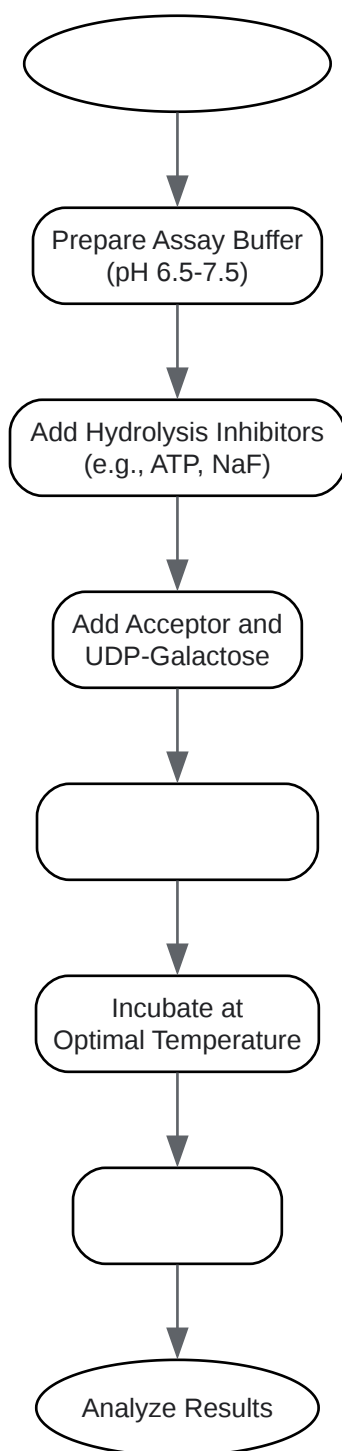 Prepare Assay Buffer
(pH 6.5-7.5)
Add Hydrolysis Inhibitors
(e.g., ATP, NaF)
Add Acceptor and
UDP-Galactose
Incubate at
Optimal Temperature
Analyze Results